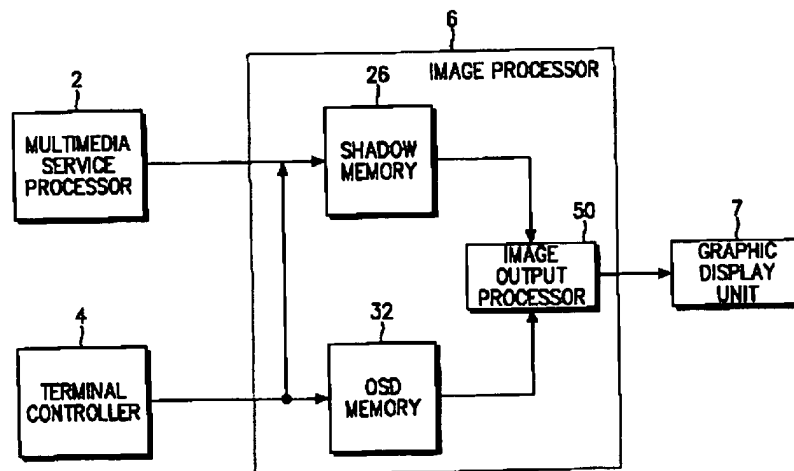 6
IMAGE PROCESSOR
2
MULTIMEDIA
SERVICE
PROCESSOR
26
SHADOW
MEMORY
50
IMAGE
OUTPUT
PROCESSOR
7
GRAPHIC
DISPLAY
UNIT
4
TERMINAL
CONTROLLER
32
OSD
MEMORY